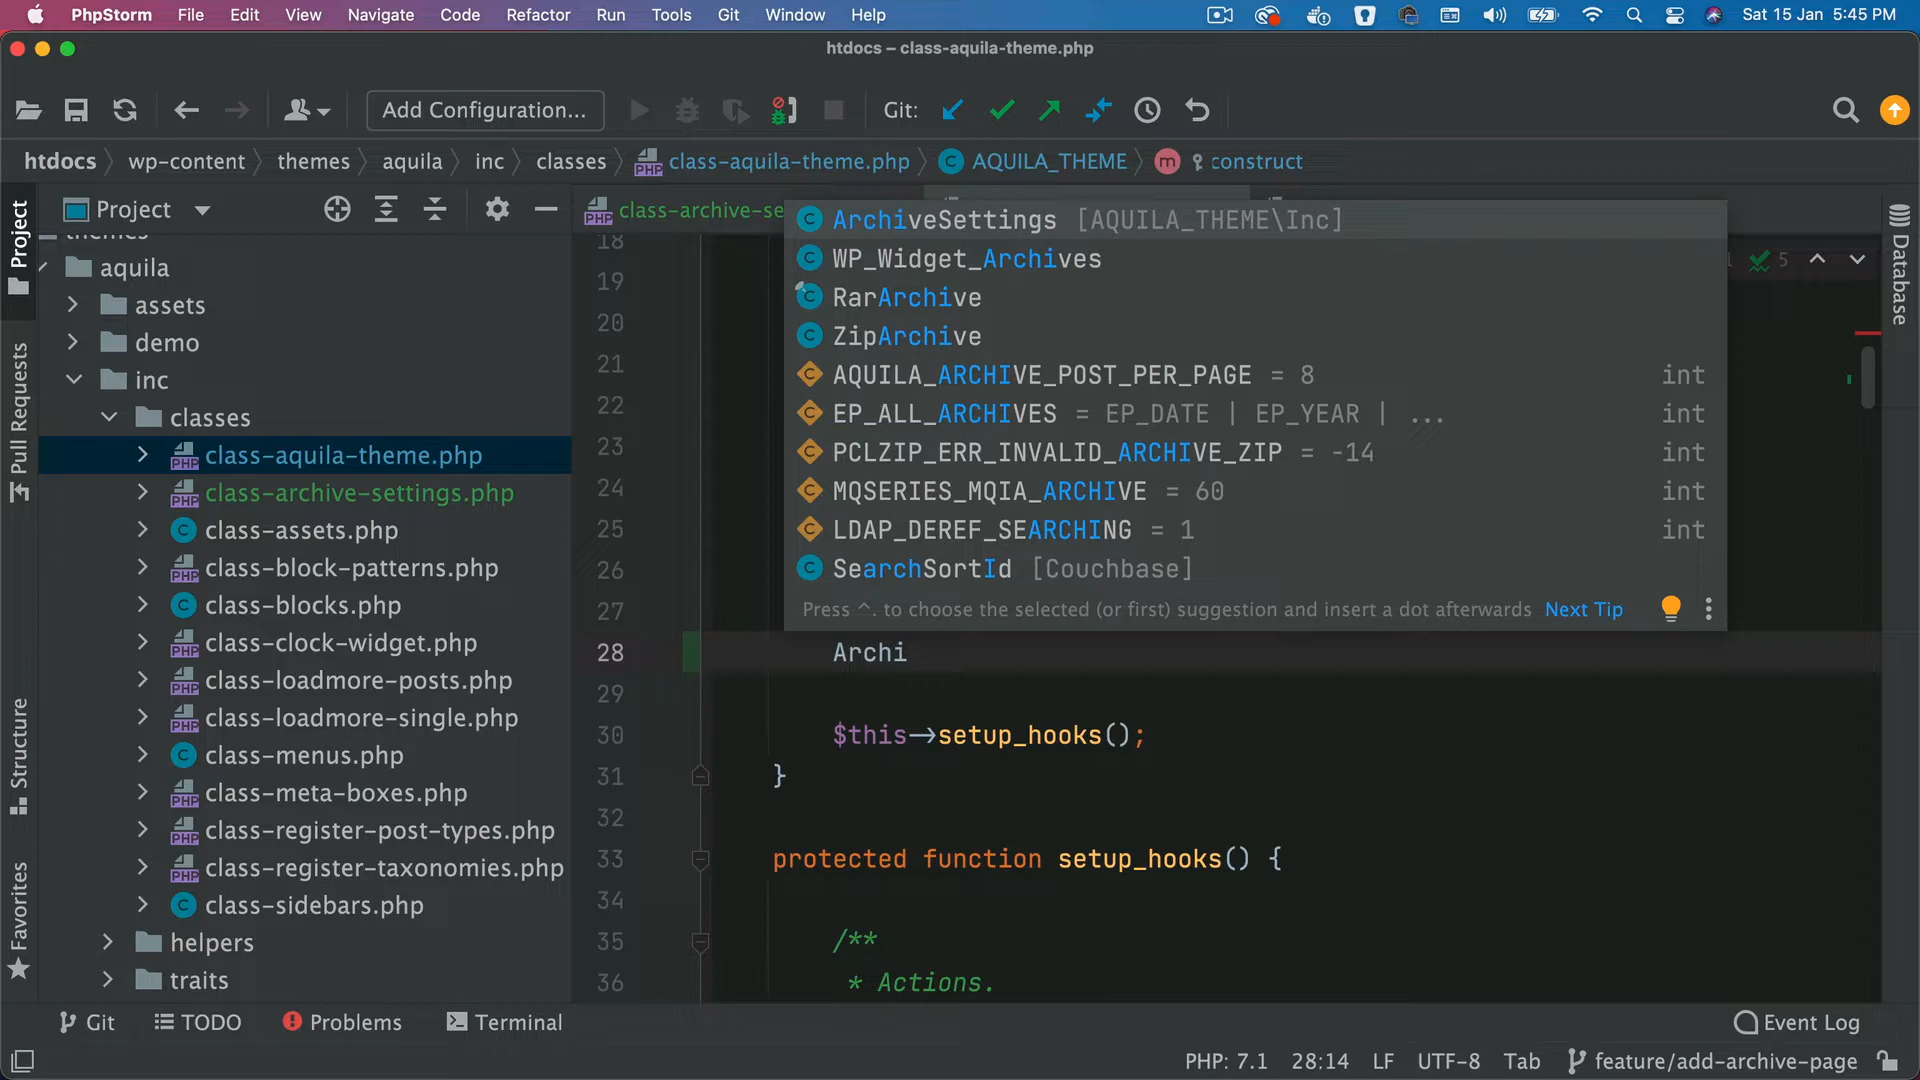 PhpStorm File Edit View Navigate Code Refactor Run Tools Git Window Help Sat 15 Jan 5:45 PM
htdocs – class-aquila-theme.php
Add Configuration... Git:
htdocs wp-content themes aquila inc classes class-aquila-theme.php AQUILA_THEME construct
Project
class-archive-se
themes
aquila
assets
demo
inc
classes
class-aquila-theme.php
class-archive-settings.php
class-assets.php
class-block-patterns.php
class-blocks.php
class-clock-widget.php
class-loadmore-posts.php
class-loadmore-single.php
class-menus.php
class-meta-boxes.php
class-register-post-types.php
class-register-taxonomies.php
class-sidebars.php
helpers
traits
Project
Pull Requests
Structure
Favorites
ArchiveSettings [AQUILA_THEME\Inc]
WP_Widget_Archives
RarArchive
ZipArchive
AQUILA_ARCHIVE_POST_PER_PAGE = 8 int
EP_ALL_ARCHIVES = EP_DATE | EP_YEAR | ... int
PCLZIP_ERR_INVALID_ARCHIVE_ZIP = -14 int
MQSERIES_MQIA_ARCHIVE = 60 int
LDAP_DEREF_SEARCHING = 1 int
SearchSortId [Couchbase]
Press ^. to choose the selected (or first) suggestion and insert a dot afterwards Next Tip
5
Database
18
19
20
21
22
23
24
25
26
27
28 Archi
29
30 $this->setup_hooks();
31 }
32
33 protected function setup_hooks() {
34
35 /**
36 * Actions.
Git TODO Problems Terminal Event Log
PHP: 7.1 28:14 LF UTF-8 Tab feature/add-archive-page